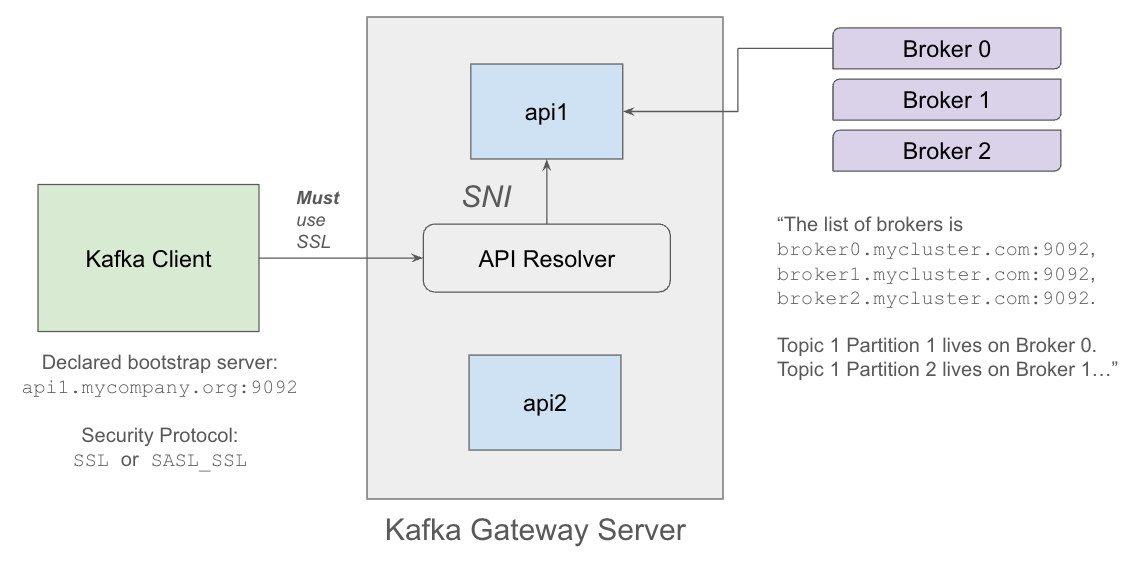 Broker 0
Broker 1
Broker 2
api1
SNI
Must
use
SSL
Kafka Client
API Resolver
“The list of brokers is
broker0.mycluster.com:9092,
broker1.mycluster.com:9092,
broker2.mycluster.com:9092.
Topic 1 Partition 1 lives on Broker 0.
Topic 1 Partition 2 lives on Broker 1…”
Declared bootstrap server:
api1.mycompany.org:9092
Security Protocol:
SSL or SASL_SSL
api2
Kafka Gateway Server